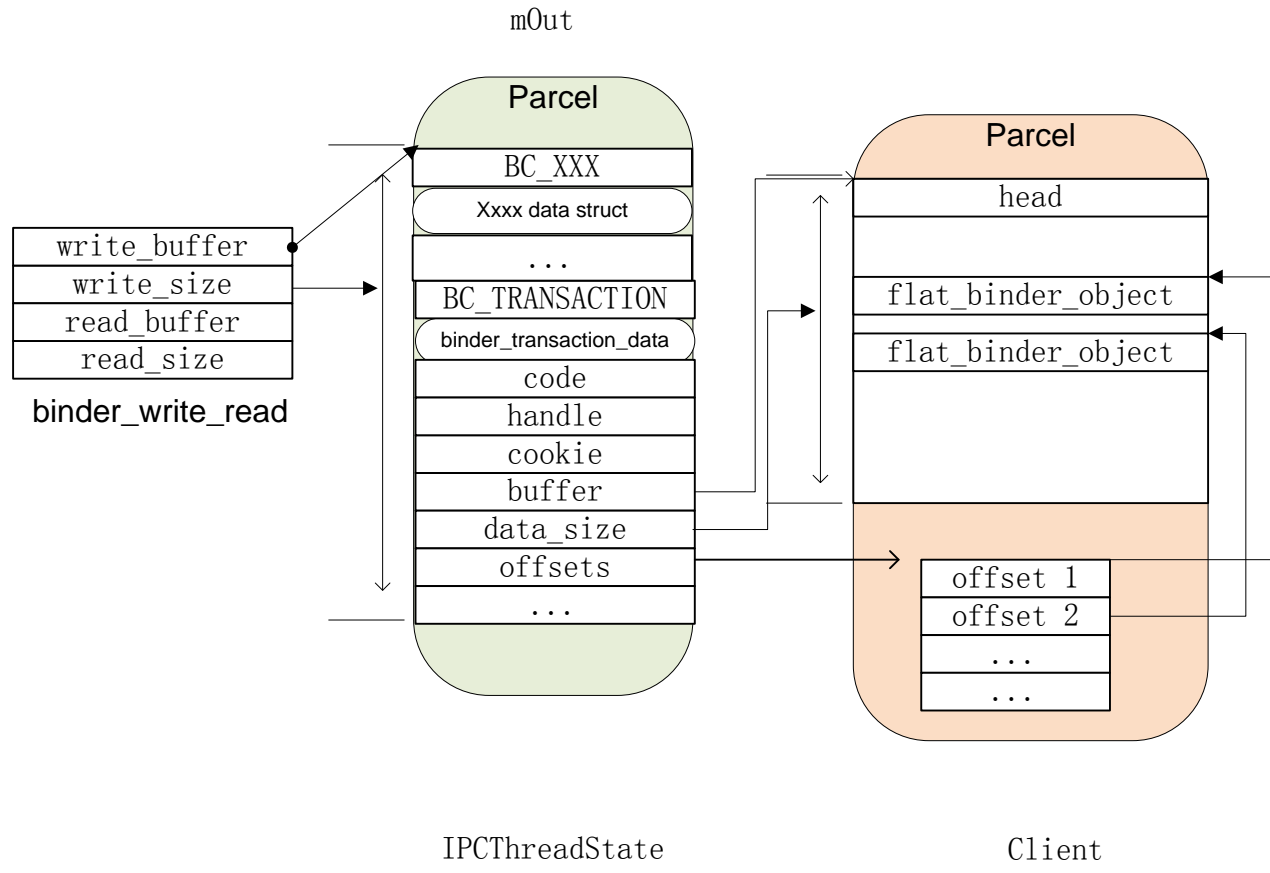 mOut
Parcel
BC_XXX
Xxxx data struct
...
BC_TRANSACTION
binder_transaction_data
code
handle
cookie
buffer
data_size
offsets
...
write_buffer
write_size
read_buffer
read_size
binder_write_read
Parcel
head
flat_binder_object
flat_binder_object
offset 1
offset 2
...
...
IPCThreadState
Client